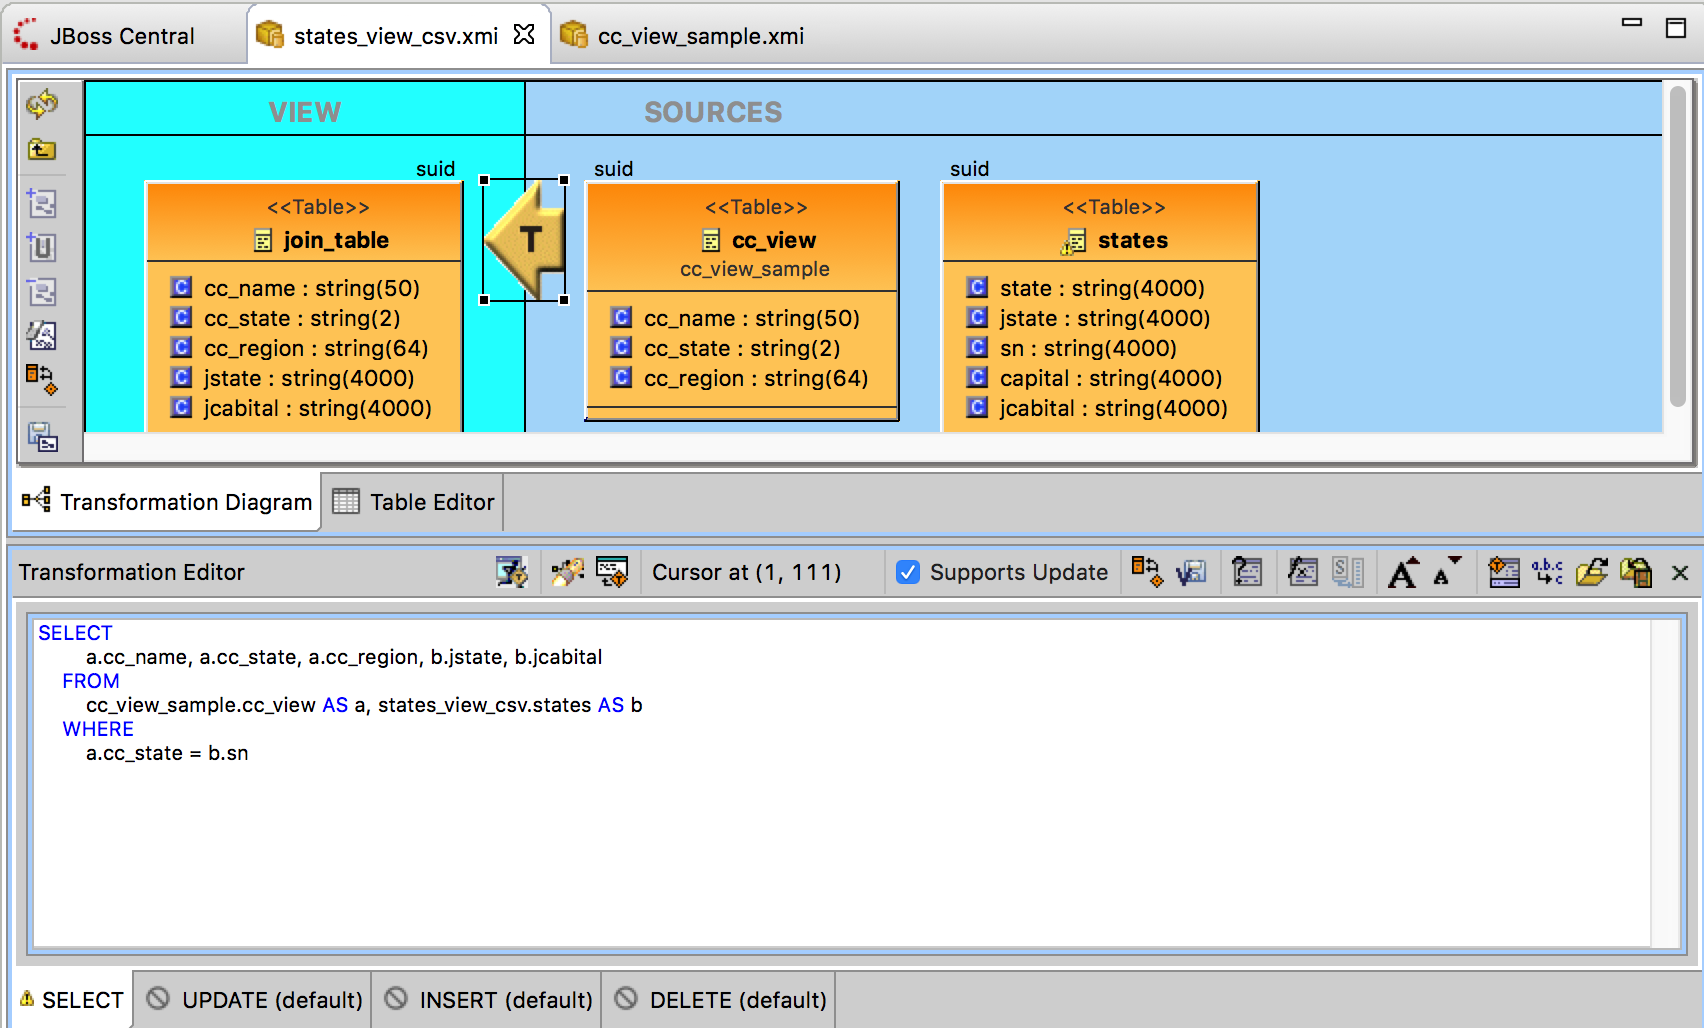 JBoss Central
states_view_csv.xmi
cc_view_sample.xmi
VIEW
SOURCES
suid
suid
suid
<<Table>>
join_table
cc_name : string(50)
cc_state : string(2)
cc_region : string(64)
jstate : string(4000)
jcabital : string(4000)
T
<<Table>>
cc_view
cc_view_sample
cc_name : string(50)
cc_state : string(2)
cc_region : string(64)
<<Table>>
states
state : string(4000)
jstate : string(4000)
sn : string(4000)
capital : string(4000)
jcabital : string(4000)
Transformation Diagram
Table Editor
Transformation Editor
Cursor at (1, 111)
Supports Update
SELECT
a.cc_name, a.cc_state, a.cc_region, b.jstate, b.jcabital
FROM
cc_view_sample.cc_view AS a, states_view_csv.states AS b
WHERE
a.cc_state = b.sn
SELECT
UPDATE (default)
INSERT (default)
DELETE (default)